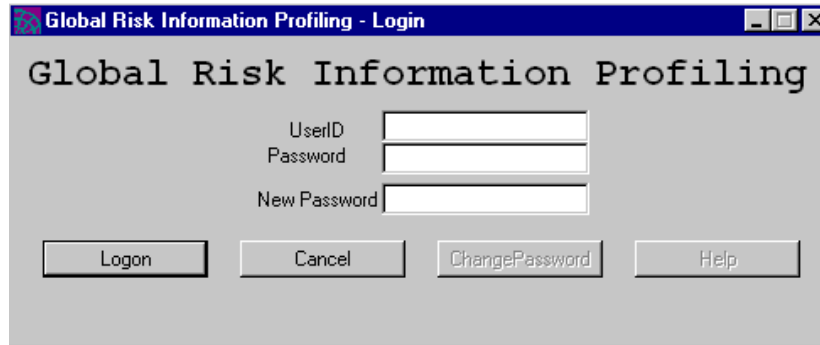 Global Risk Information Profiling - Login
Global Risk Information Profiling
UserID
Password
New Password
Logon Cancel ChangePassword Help